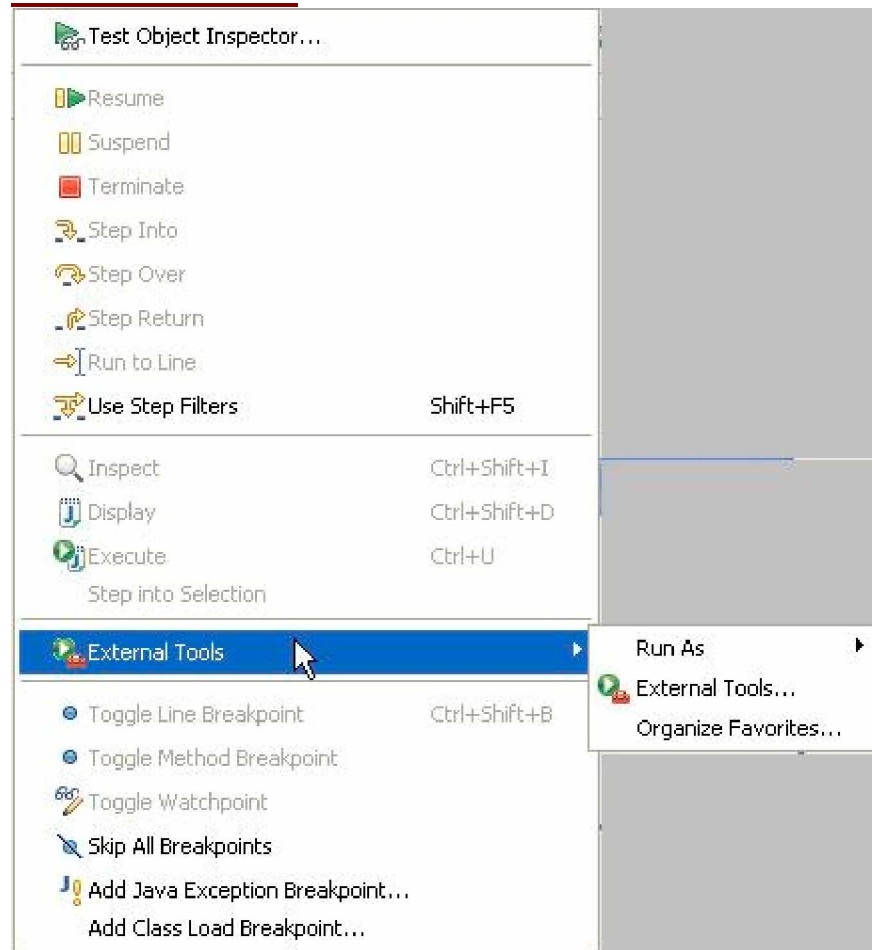 Test Object Inspector...
Resume
Suspend
Terminate
Step Into
Step Over
Step Return
Run to Line
Use Step Filters Shift+F5
Inspect Ctrl+Shift+I
Display Ctrl+Shift+D
Execute Ctrl+U
Step into Selection
External Tools
Run As
External Tools...
Organize Favorites...
Toggle Line Breakpoint Ctrl+Shift+B
Toggle Method Breakpoint
Toggle Watchpoint
Skip All Breakpoints
Add Java Exception Breakpoint...
Add Class Load Breakpoint...